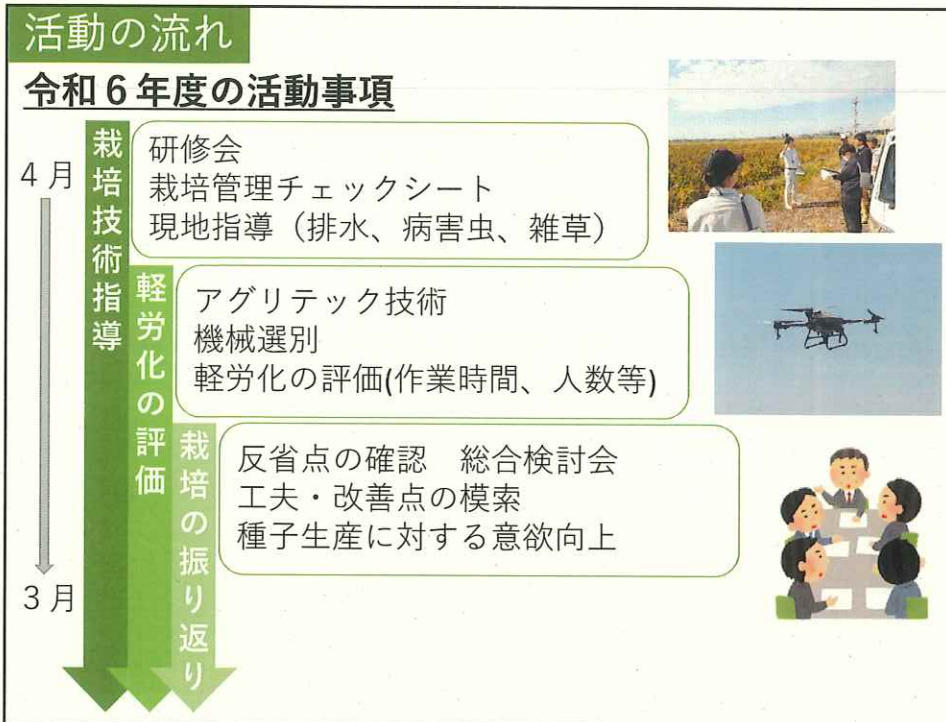 活動の流れ
令和6年度の活動事項
4月
3月
栽培技術指導
研修会
栽培管理チェックシート
現地指導（排水、病害虫、雑草）
軽労化の評価
アグリテック技術
機械選別
軽労化の評価(作業時間、人数等)
栽培の振り返り
反省点の確認　総合検討会
工夫・改善点の模索
種子生産に対する意欲向上